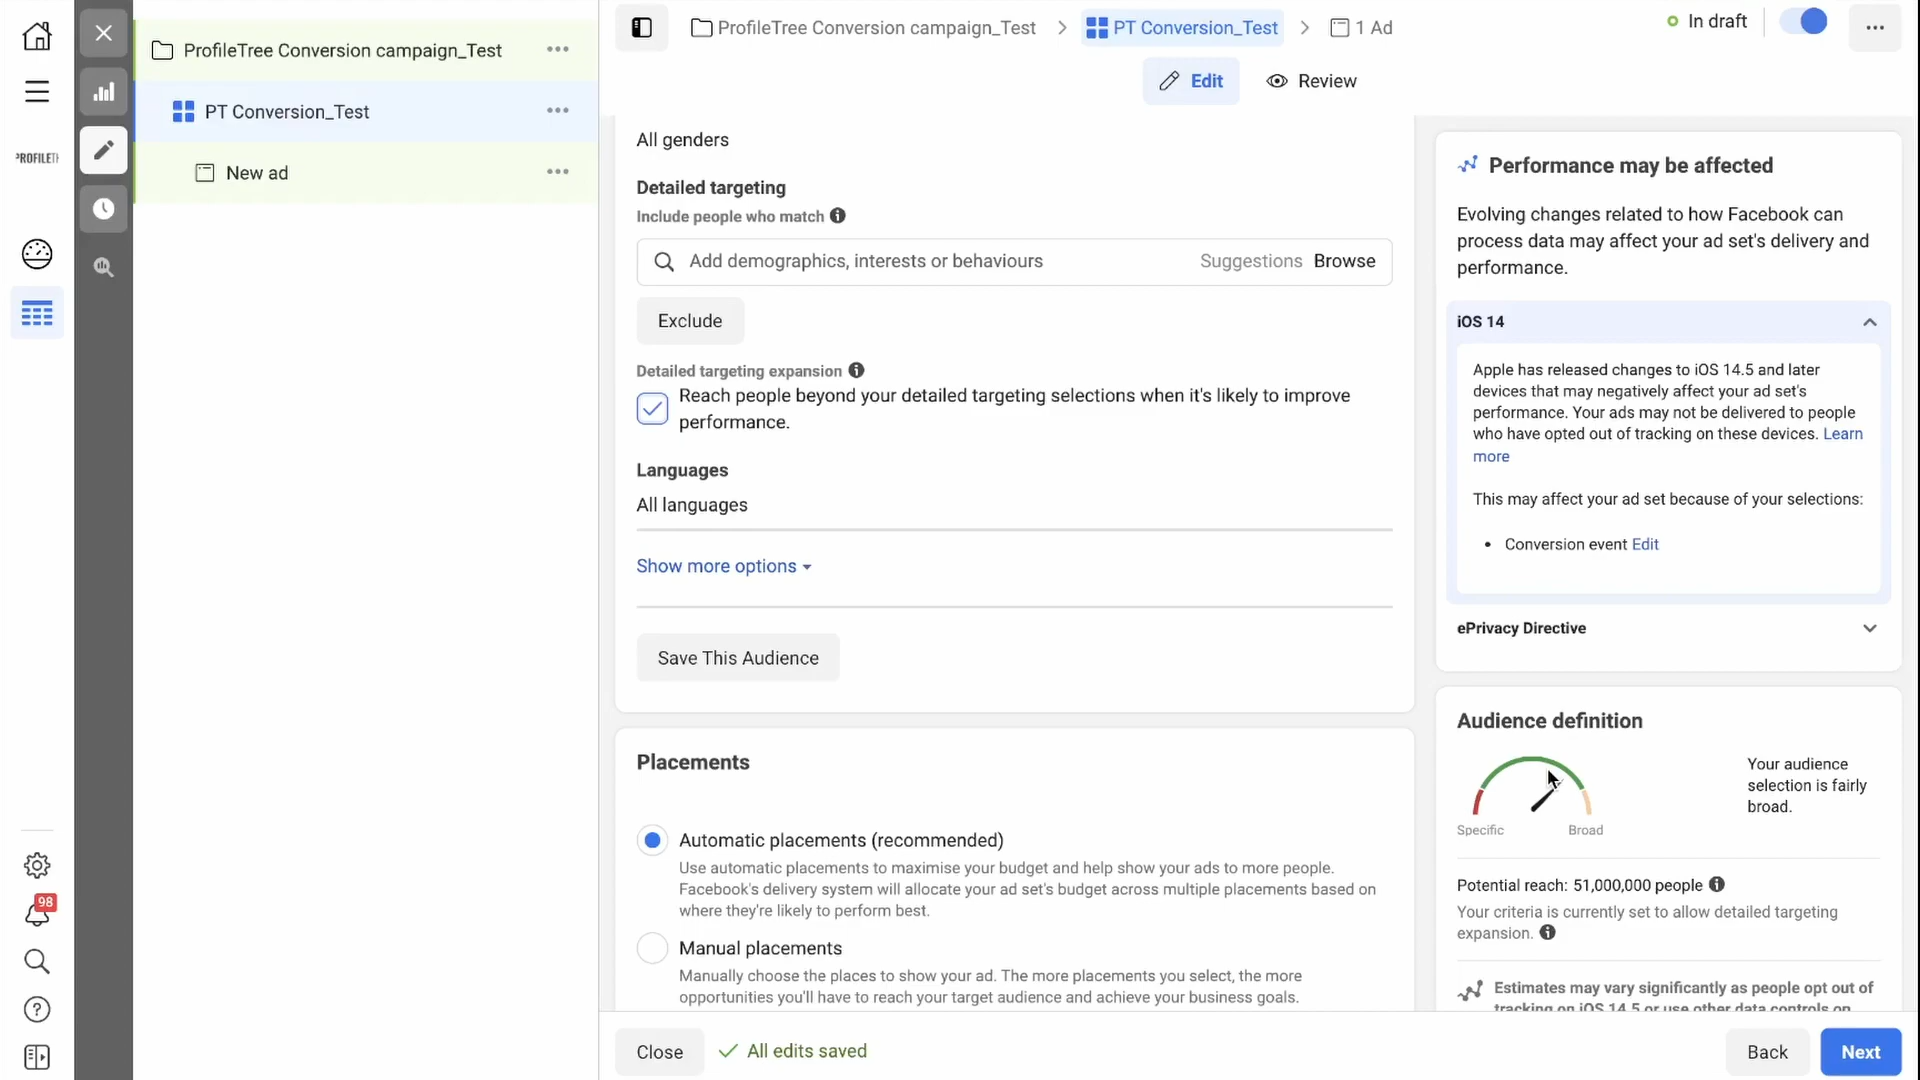 ProfileTree Conversion campaign_Test
PT Conversion_Test
New ad
98
ProfileTree Conversion campaign_Test
PT Conversion_Test
1 Ad
In draft
Edit
Review
All genders
Detailed targeting
Include people who match
Add demographics, interests or behaviours
Suggestions
Browse
Exclude
Detailed targeting expansion
Reach people beyond your detailed targeting selections when it's likely to improve
performance.
Languages
All languages
Show more options
Save This Audience
Placements
Automatic placements (recommended)
Use automatic placements to maximise your budget and help show your ads to more people.
Facebook's delivery system will allocate your ad set's budget across multiple placements based on
where they're likely to perform best.
Manual placements
Manually choose the places to show your ad. The more placements you select, the more
opportunities you'll have to reach your target audience and achieve your business goals.
Performance may be affected
Evolving changes related to how Facebook can
process data may affect your ad set's delivery and
performance.
iOS 14
Apple has released changes to iOS 14.5 and later
devices that may negatively affect your ad set's
performance. Your ads may not be delivered to people
who have opted out of tracking on these devices. Learn
more
This may affect your ad set because of your selections:
• Conversion event Edit
ePrivacy Directive
Audience definition
Specific
Broad
Your audience
selection is fairly
broad.
Potential reach: 51,000,000 people
Your criteria is currently set to allow detailed targeting
expansion.
Estimates may vary significantly as people opt out of
tracking on iOS 14.5 or use other data controls on
Close
All edits saved
Back
Next